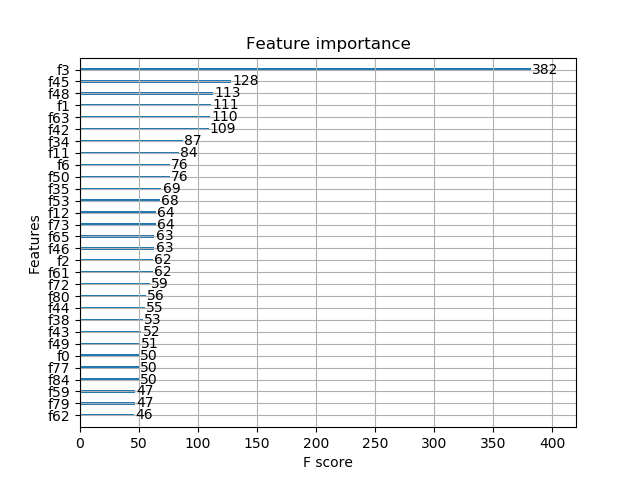 Feature importance
f3 382
f45 128
f48 113
f1 111
f63 110
f42 109
f34 87
f11 84
f6 76
f50 76
f35 69
f53 68
f12 64
f73 64
f65 63
f46 63
f2 62
f61 62
f72 59
f80 56
f44 55
f38 53
f43 52
f49 51
f0 50
f77 50
f84 50
f59 47
f79 47
f62 46
Features
0 50 100 150 200 250 300 350 400
F score